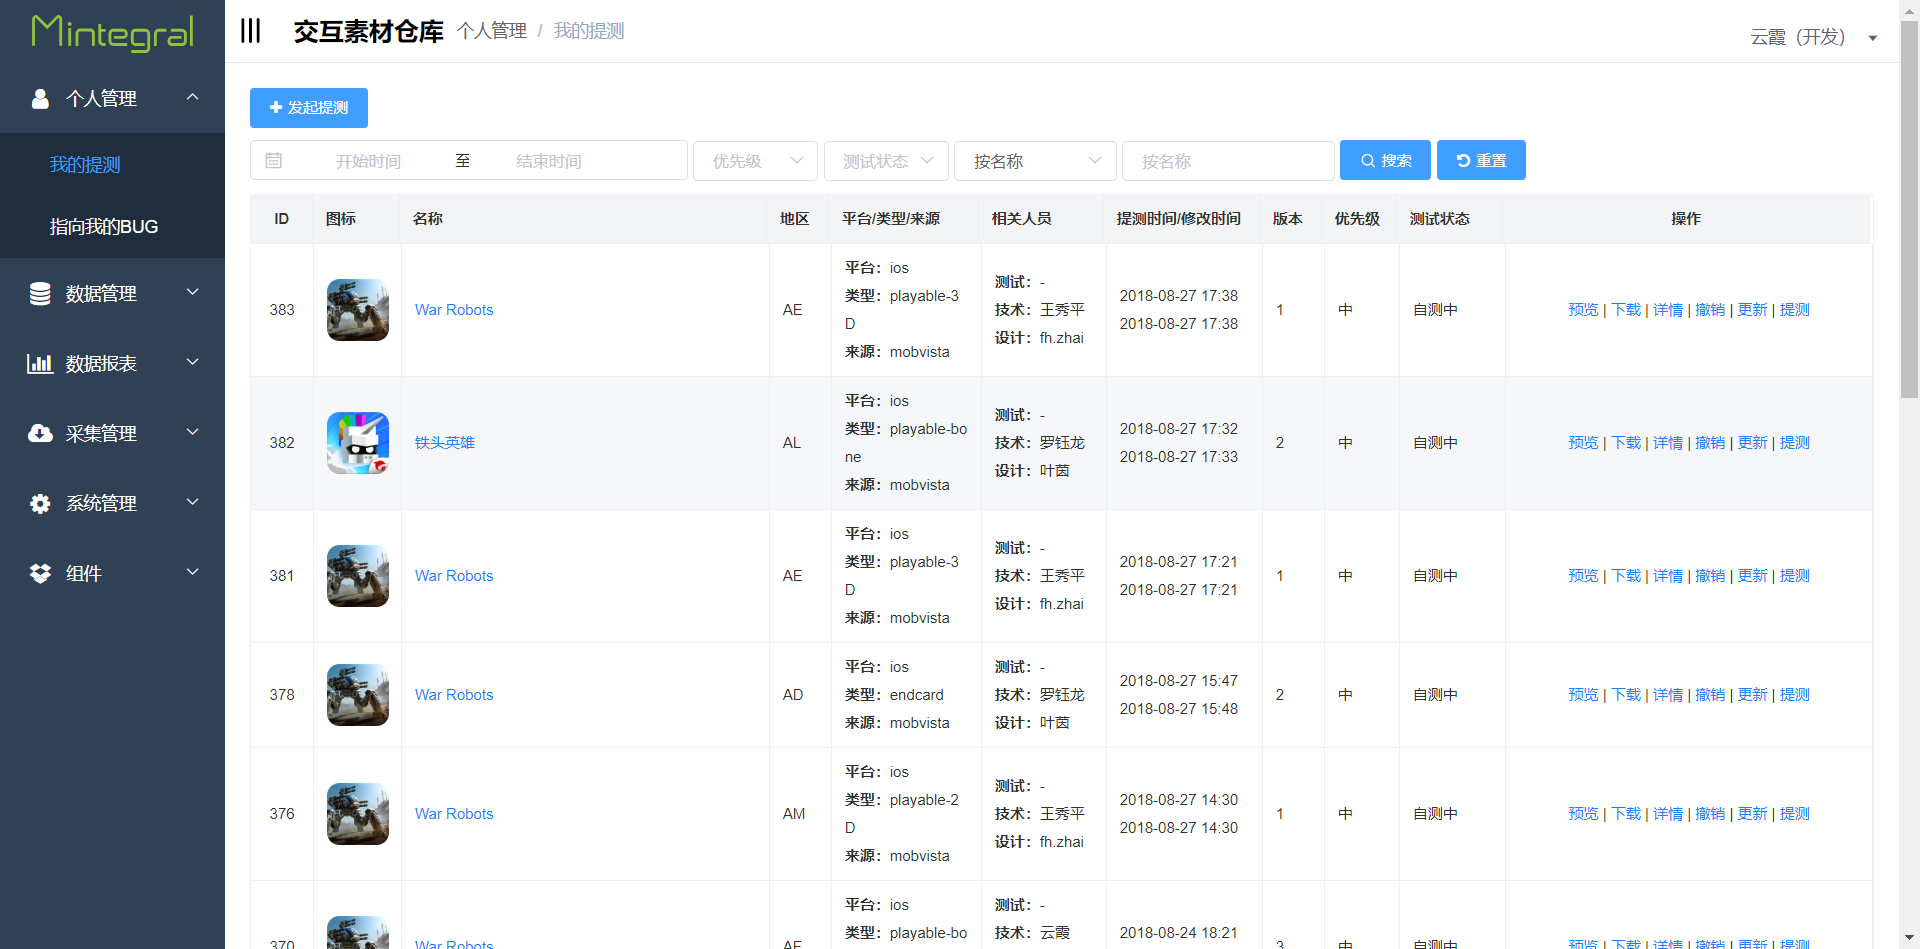 Mintegral
交互素材仓库 个人管理 / 我的提测
云霞（开发）
个人管理
我的提测
指向我的BUG
数据管理
数据报表
采集管理
系统管理
组件
发起提测
开始时间 至 结束时间 优先级 测试状态 按名称 按名称 搜索 重置
ID 图标 名称 地区 平台/类型/来源 相关人员 提测时间/修改时间 版本 优先级 测试状态 操作
383 War Robots AE
平台：ios
类型：playable-3
D
来源：mobvista
测试：-
技术：王秀平
设计：fh.zhai
2018-08-27 17:38
2018-08-27 17:38
1 中 自测中 预览 | 下载 | 详情 | 撤销 | 更新 | 提测
382 铁头英雄 AL
平台：ios
类型：playable-bo
ne
来源：mobvista
测试：-
技术：罗钰龙
设计：叶茵
2018-08-27 17:32
2018-08-27 17:33
2 中 自测中 预览 | 下载 | 详情 | 撤销 | 更新 | 提测
381 War Robots AE
平台：ios
类型：playable-3
D
来源：mobvista
测试：-
技术：王秀平
设计：fh.zhai
2018-08-27 17:21
2018-08-27 17:21
1 中 自测中 预览 | 下载 | 详情 | 撤销 | 更新 | 提测
378 War Robots AD
平台：ios
类型：endcard
来源：mobvista
测试：-
技术：罗钰龙
设计：叶茵
2018-08-27 15:47
2018-08-27 15:48
2 中 自测中 预览 | 下载 | 详情 | 撤销 | 更新 | 提测
376 War Robots AM
平台：ios
类型：playable-2
D
来源：mobvista
测试：-
技术：王秀平
设计：fh.zhai
2018-08-27 14:30
2018-08-27 14:30
1 中 自测中 预览 | 下载 | 详情 | 撤销 | 更新 | 提测
370 War Robots AE
平台：ios
类型：playable-bo
测试：-
技术：云霞
2018-08-24 18:21
3 中 自测中 预览 | 下载 | 详情 | 撤销 | 更新 | 提测